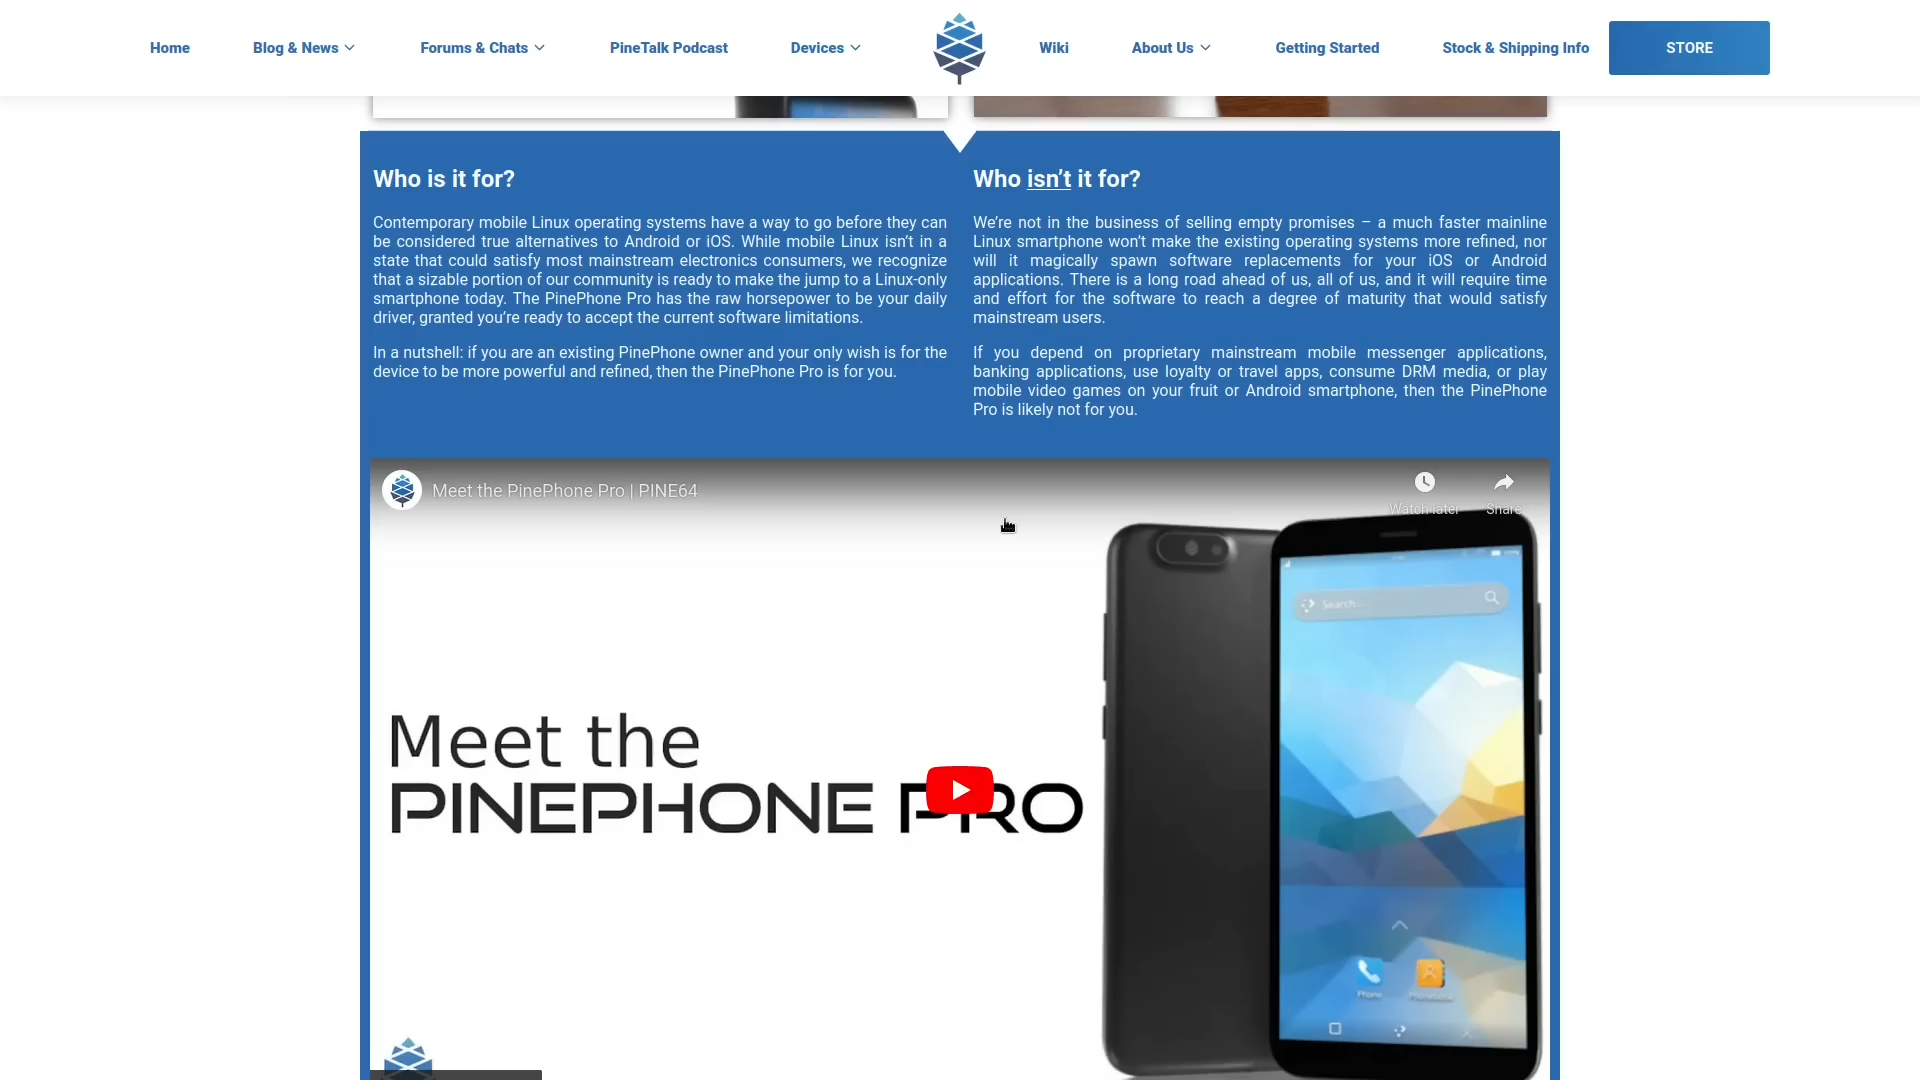 Home
Blog & News
Forums & Chats
PineTalk Podcast
Devices
Wiki
About Us
Getting Started
Stock & Shipping Info
STORE
Who is it for?
Contemporary mobile Linux operating systems have a way to go before they can
be considered true alternatives to Android or iOS. While mobile Linux isn’t in a
state that could satisfy most mainstream electronics consumers, we recognize
that a sizable portion of our community is ready to make the jump to a Linux-only
smartphone today. The PinePhone Pro has the raw horsepower to be your daily
driver, granted you’re ready to accept the current software limitations.
In a nutshell: if you are an existing PinePhone owner and your only wish is for the
device to be more powerful and refined, then the PinePhone Pro is for you.
Who isn’t it for?
We’re not in the business of selling empty promises – a much faster mainline
Linux smartphone won’t make the existing operating systems more refined, nor
will it magically spawn software replacements for your iOS or Android
applications. There is a long road ahead of us, all of us, and it will require time
and effort for the software to reach a degree of maturity that would satisfy
mainstream users.
If you depend on proprietary mainstream mobile messenger applications,
banking applications, use loyalty or travel apps, consume DRM media, or play
mobile video games on your fruit or Android smartphone, then the PinePhone
Pro is likely not for you.
Meet the PinePhone Pro | PINE64
Watch later
Share
Search...
Meet the
PINEPHONE PRO
Phone